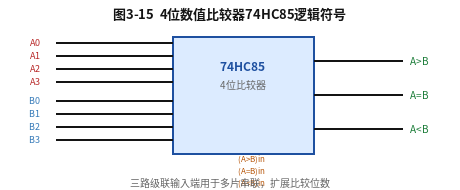 图3-15 4位数值比较器74HC85逻辑符号
A0
A1
A2
A3
B0
B1
B2
B3
74HC85
4位比较器
A>B
A=B
A<B
(A>B)in
(A=B)in
三路级联输入端用于多片串联，扩展比较位数